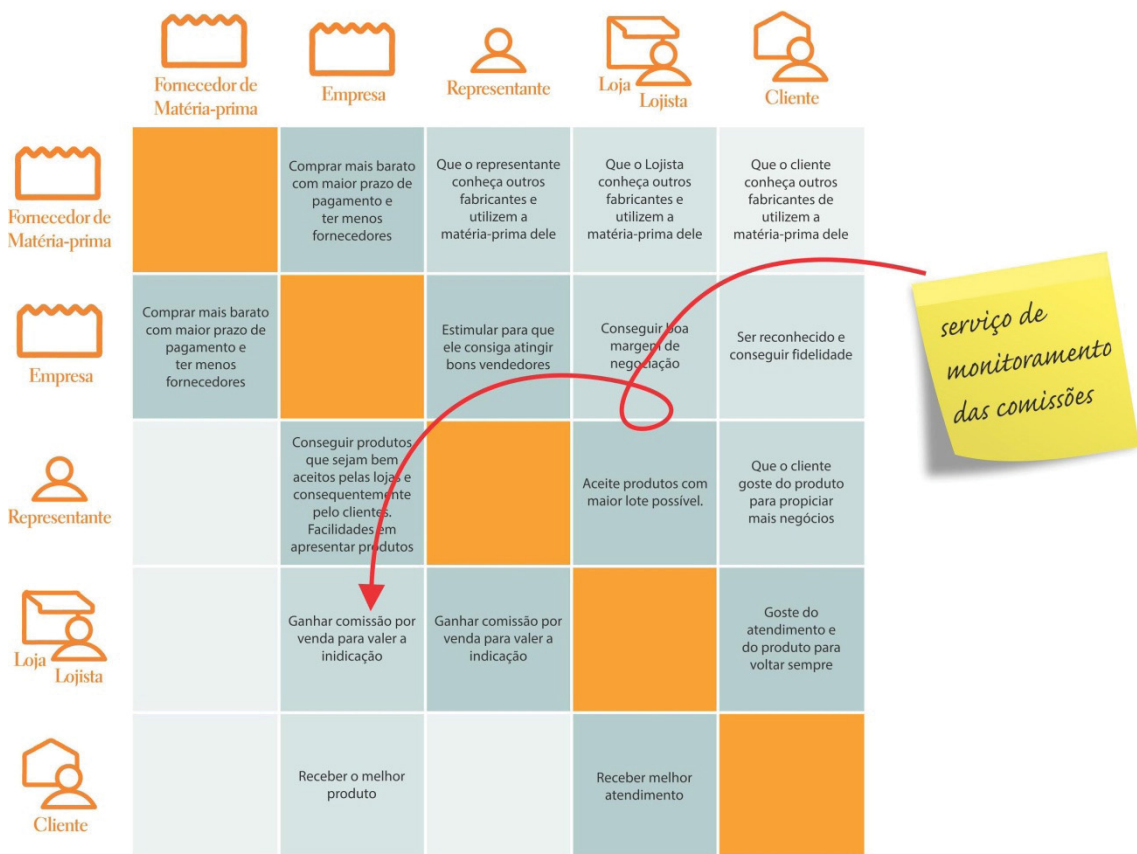 Fornecedor de
Matéria-prima
Empresa
Representante
Loja
Lojista
Cliente
Fornecedor de
Matéria-prima
Comprar mais barato
com maior prazo de
pagamento e
ter menos
fornecedores
Que o representante
conheça outros
fabricantes e
utilizem a
matéria-prima dele
Que o Lojista
conheça outros
fabricantes e
utilizem a
matéria-prima dele
Que o cliente
conheça outros
fabricantes de
utilizem a
matéria-prima dele
serviço de
monitoramento
das comissões
Empresa
Comprar mais barato
com maior prazo de
pagamento e
ter menos
fornecedores
Estimular para que
ele consiga atingir
bons vendedores
Conseguir boa
margem de
negociação
Ser reconhecido e
conseguir fidelidade
Representante
Conseguir produtos
que sejam bem
aceitos pelas lojas e
consequentemente
pelo clientes.
Facilidades em
apresentar produtos
Aceite produtos com
maior lote possível.
Que o cliente
goste do produto
para propiciar
mais negócios
Loja
Lojista
Ganhar comissão por
venda para valer a
inidicação
Ganhar comissão por
venda para valer a
indicação
Goste do
atendimento e
do produto para
voltar sempre
Cliente
Receber o melhor
produto
Receber melhor
atendimento